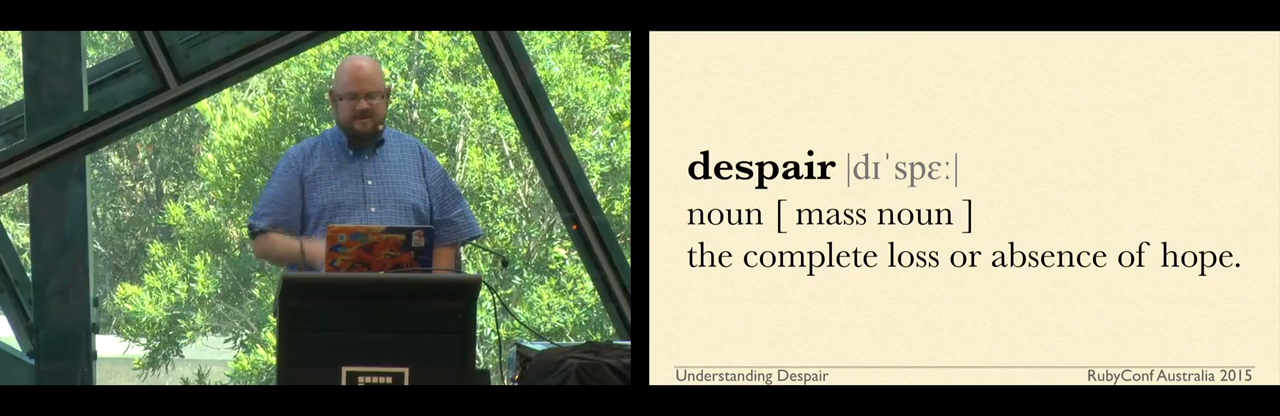 despair |dɪˈspɛː|
noun [ mass noun ]
the complete loss or absence of hope.
Understanding Despair
RubyConf Australia 2015